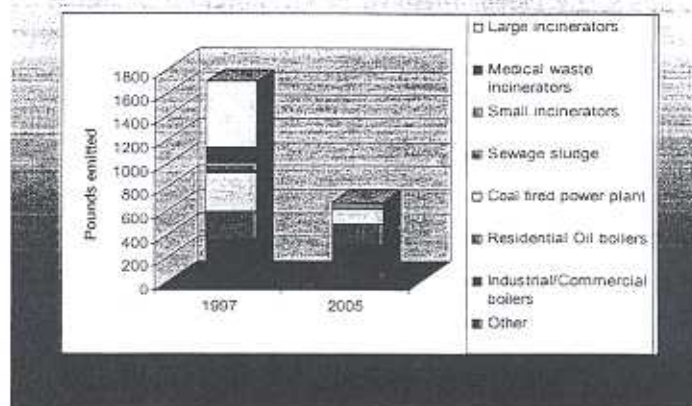 Pounds emitted
1800
1600
1400
1200
1000
800
600
400
200
0
1997
2005
Large incinerators
Medical waste
incinerators
Small incinerators
Sewage sludge
Coal fired power plant
Residential Oil boilers
Industrial/Commercial
boilers
Other